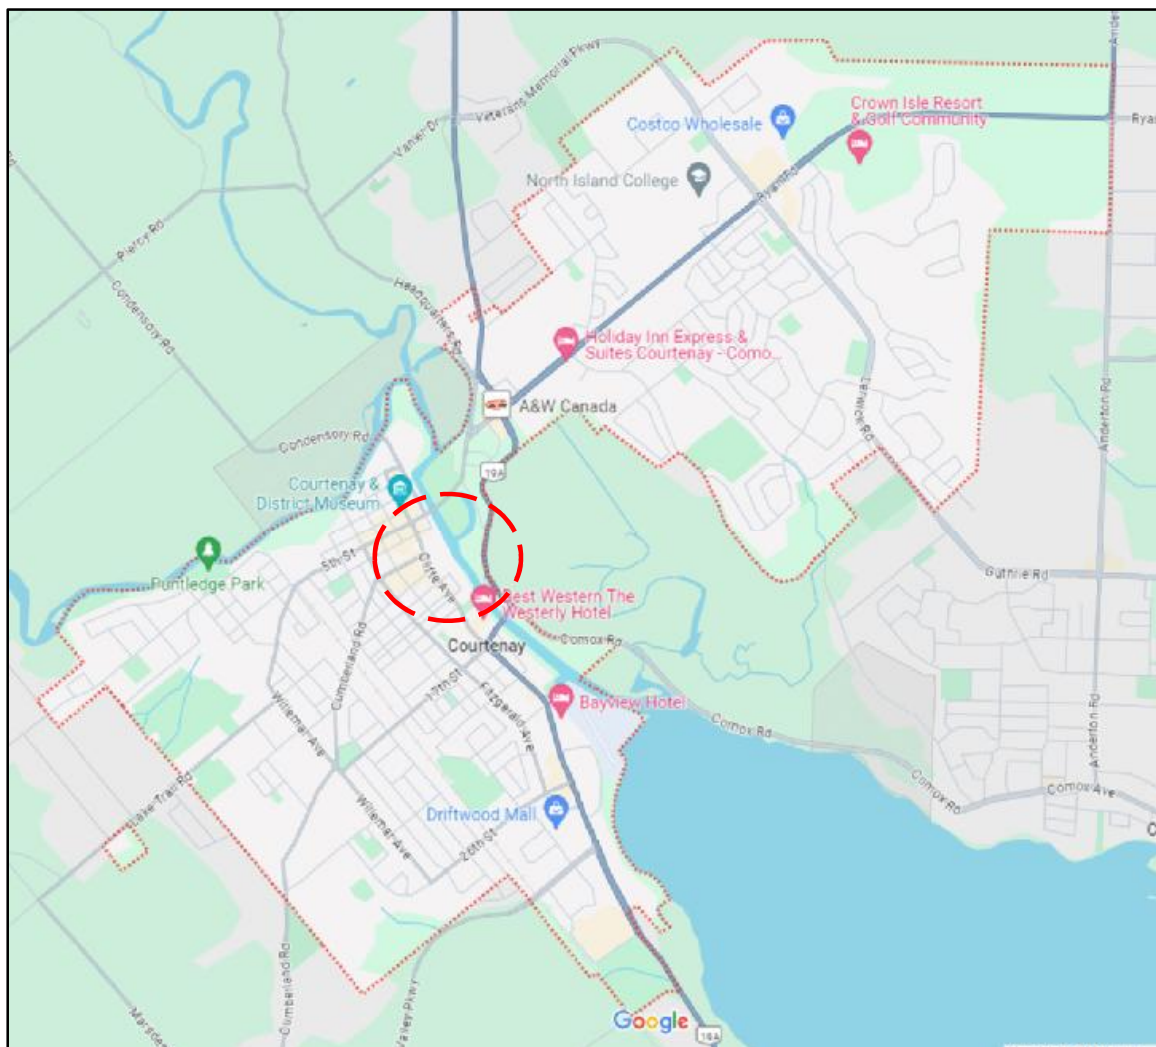 Veterans Memorial Pkwy
Vanier Dr
Ryan
Crown Isle Resort
& Golf Community
Costco Wholesale
North Island College
Ryan Rd
Piercy Rd
Condensory Rd
Headquarters Rd
Holiday Inn Express &
Suites Courtenay - Como...
A&W Canada
Lerwick Rd
Anderton Rd
Condensory Rd
19A
Courtenay &
District Museum
5th St
Cliffe Ave
Puntledge Park
Guthrie Rd
Best Western The
Westerly Hotel
Comox Rd
Courtenay
Cumberland Rd
17th St
Fitzgerald Ave
Bayview Hotel
Comox Rd
Anderton Rd
Willemar Ave
Lake Trail Rd
Willemar Ave
Driftwood Mall
26th St
Comox Rd
Comox Ave
C
Cumberland Rd
Valley Pkwy
Marsde
Google
19A